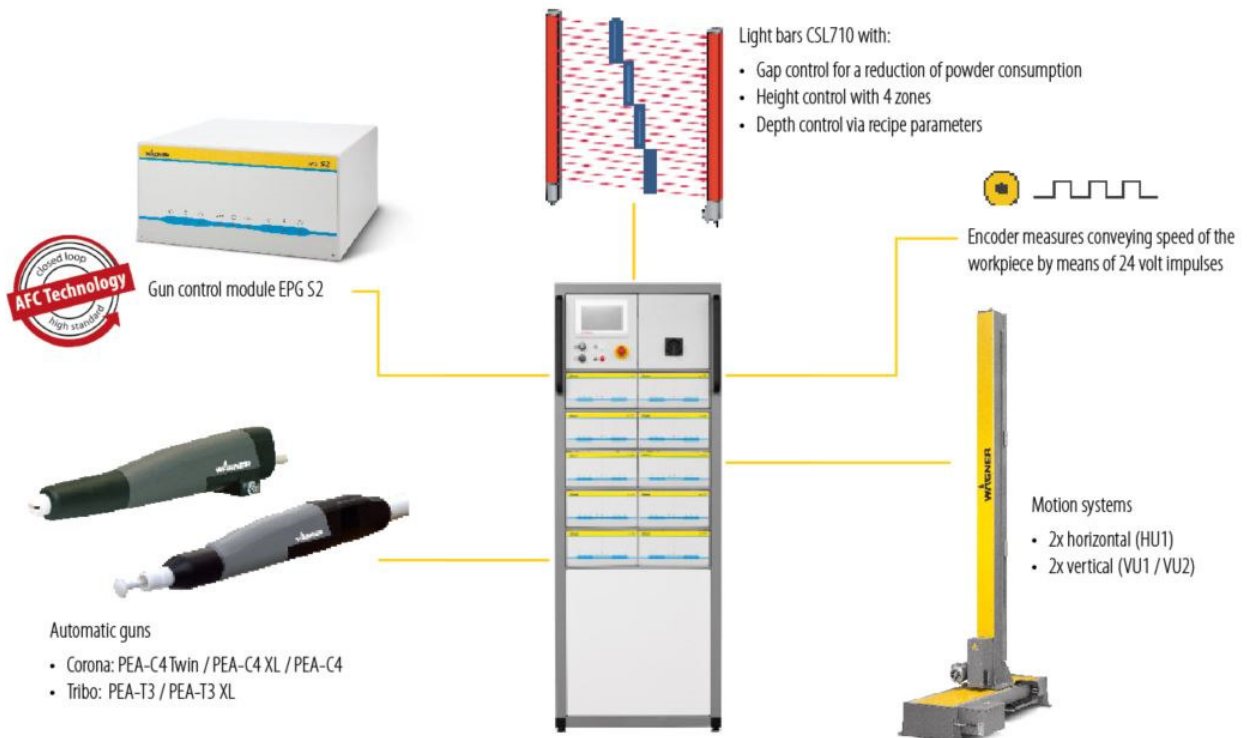 Light bars CSL710 with:
• Gap control for a reduction of powder consumption
• Height control with 4 zones
• Depth control via recipe parameters
WAGNER
EPG S2
closed loop
AFC Technology
high standard
Gun control module EPG S2
Encoder measures conveying speed of the
workpiece by means of 24 volt impulses
WAGNER
WAGNER
WAGNER
Motion systems
• 2x horizontal (HU1)
• 2x vertical (VU1 / VU2)
Automatic guns
• Corona: PEA-C4 Twin / PEA-C4 XL / PEA-C4
• Tribo: PEA-T3 / PEA-T3 XL